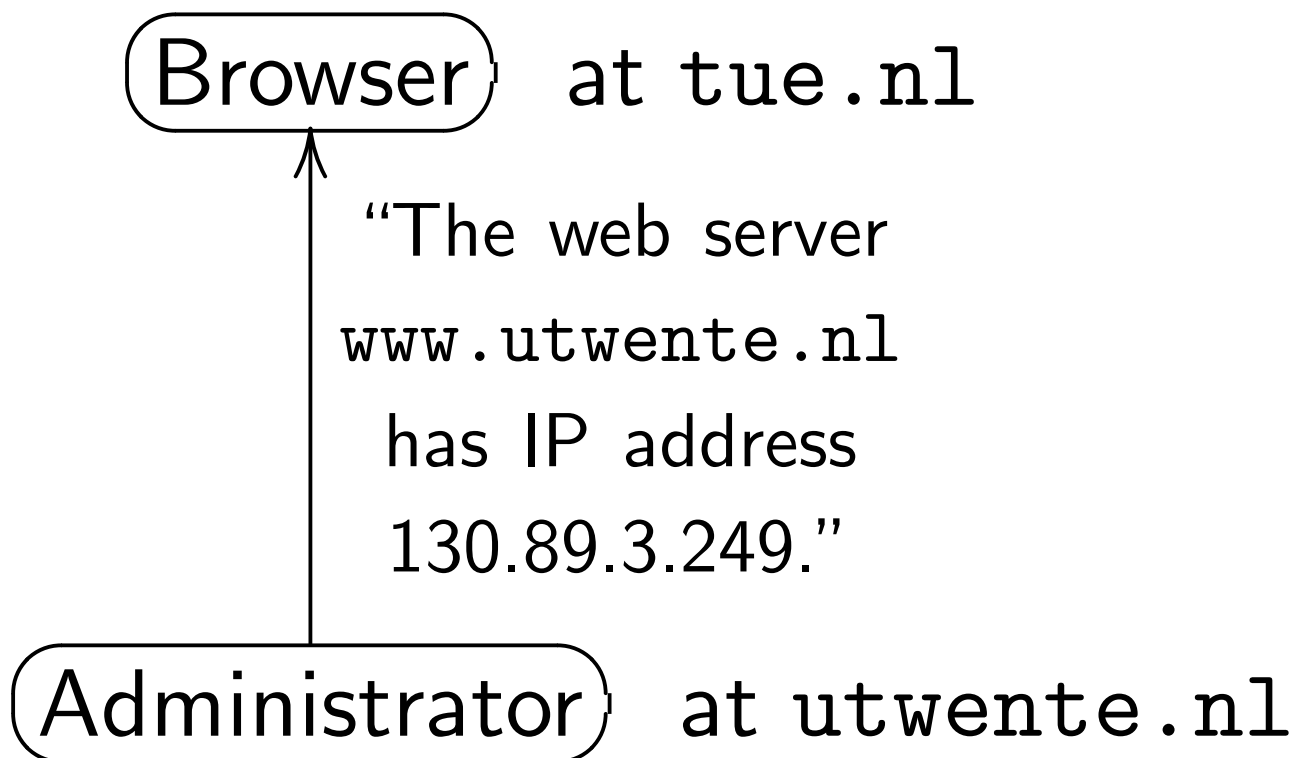 Browser at tue.nl
“The web server
www.utwente.nl
has IP address
130.89.3.249.”
Administrator at utwente.nl